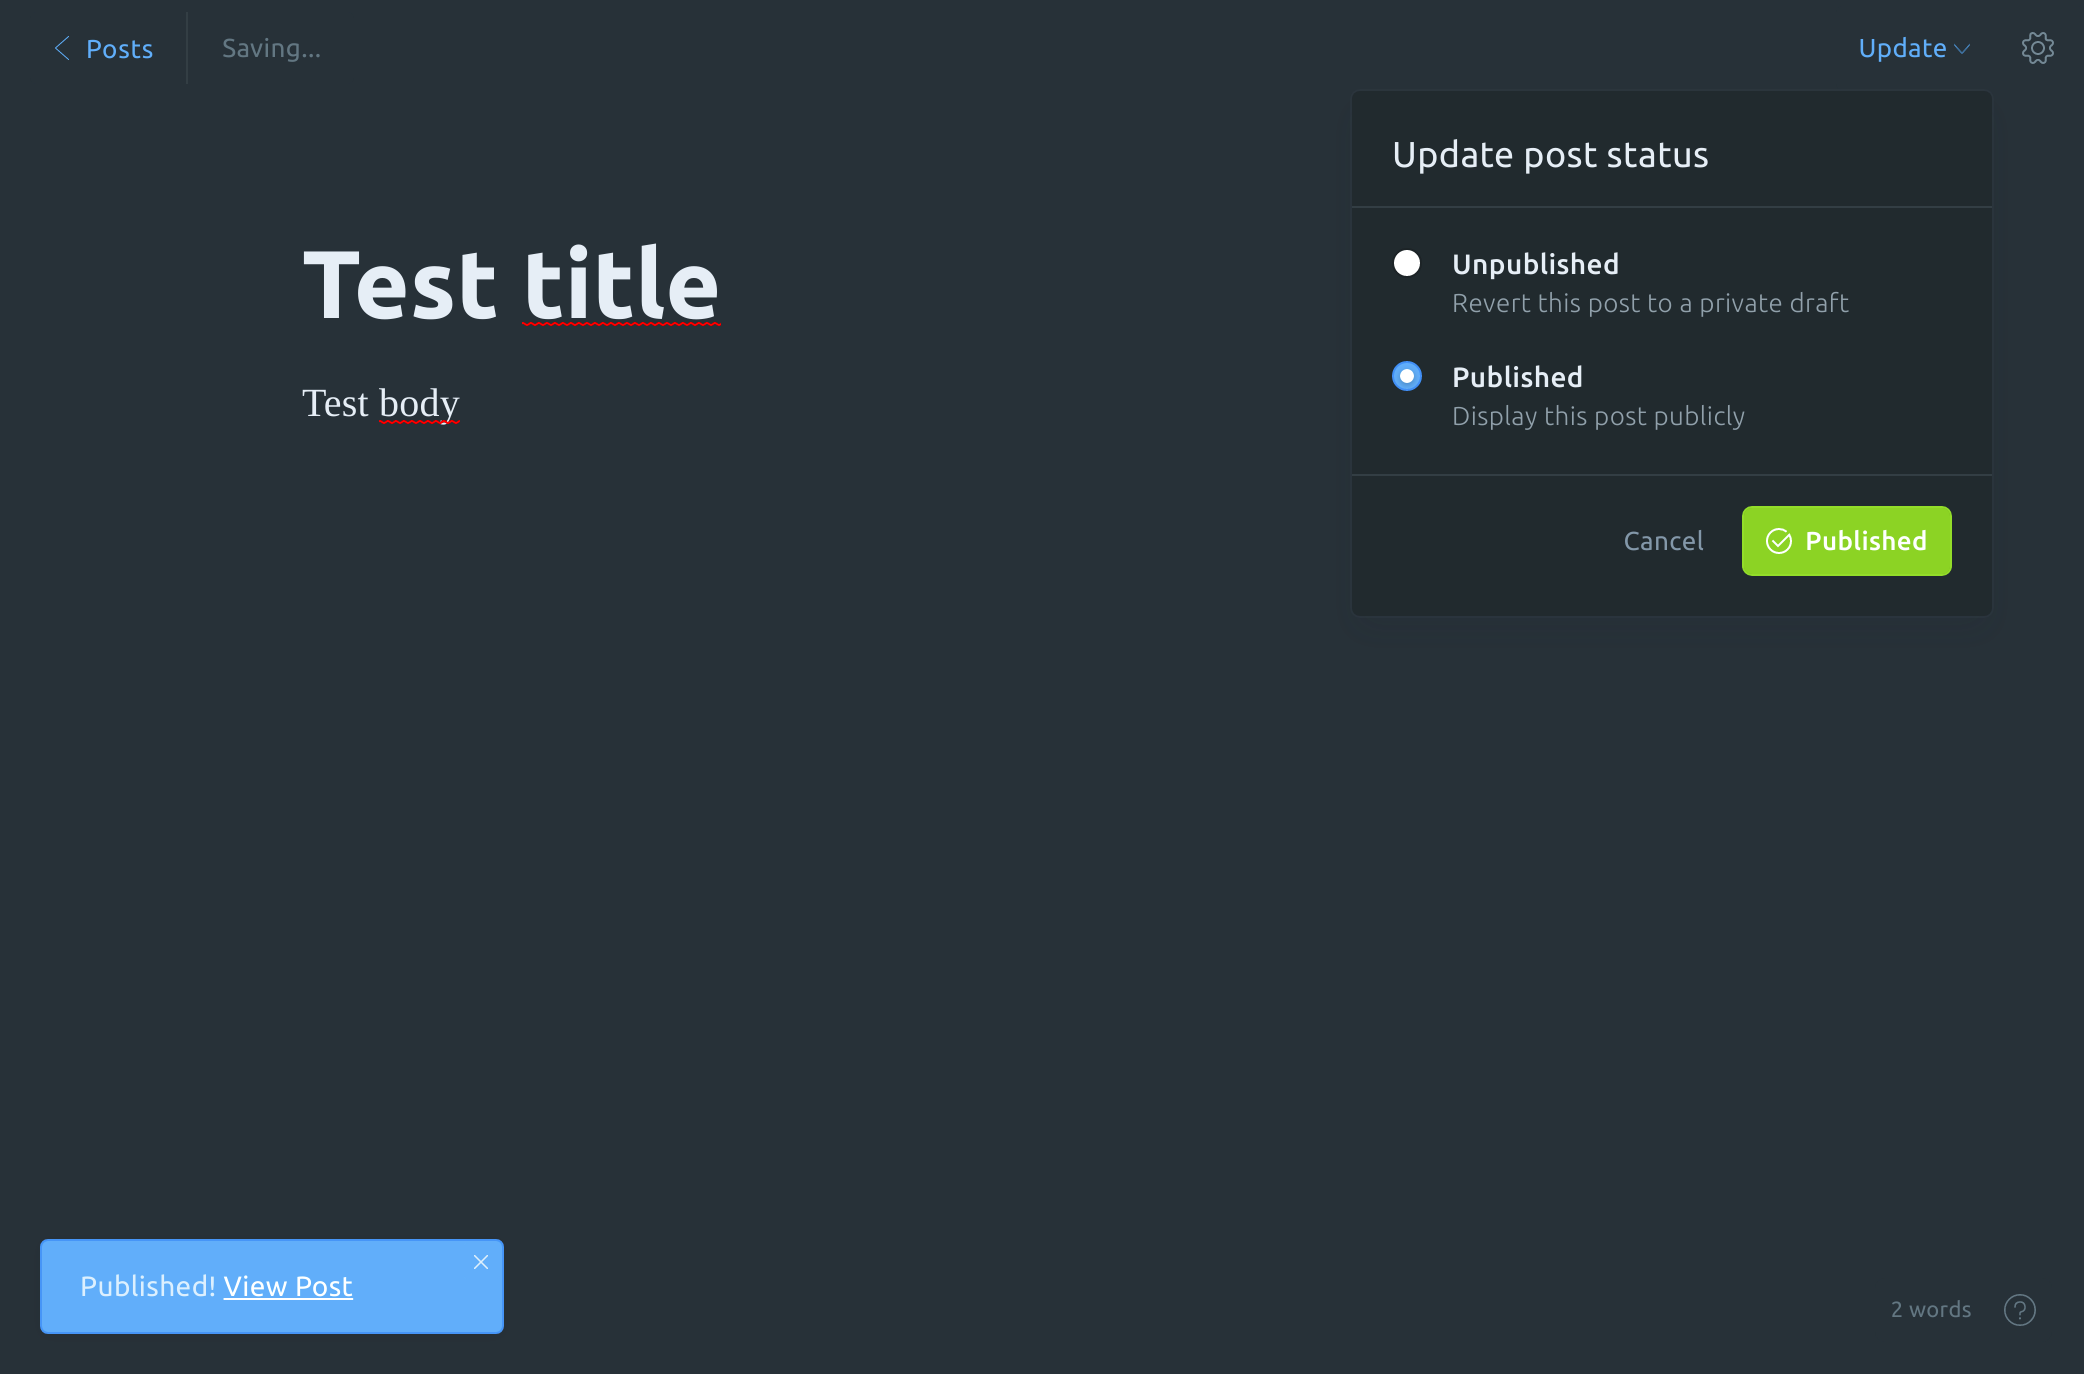 Posts
Saving...
Update
Update post status
Test title
Unpublished
Revert this post to a private draft
Published
Display this post publicly
Test body
Cancel
Published
Published! View Post
2 words
?